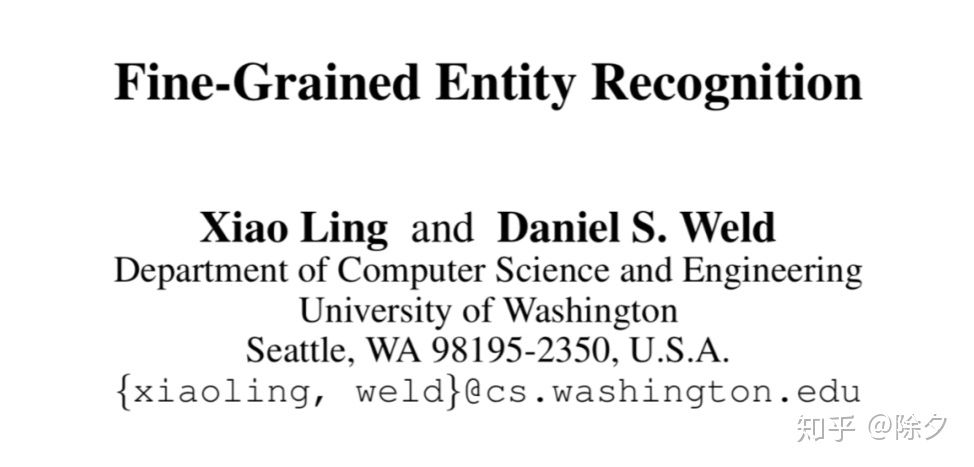 Fine-Grained Entity Recognition
Xiao Ling and Daniel S. Weld
Department of Computer Science and Engineering
University of Washington
Seattle, WA 98195-2350, U.S.A.
{xiaoling, weld}@cs.washington.edu
知乎 @除夕